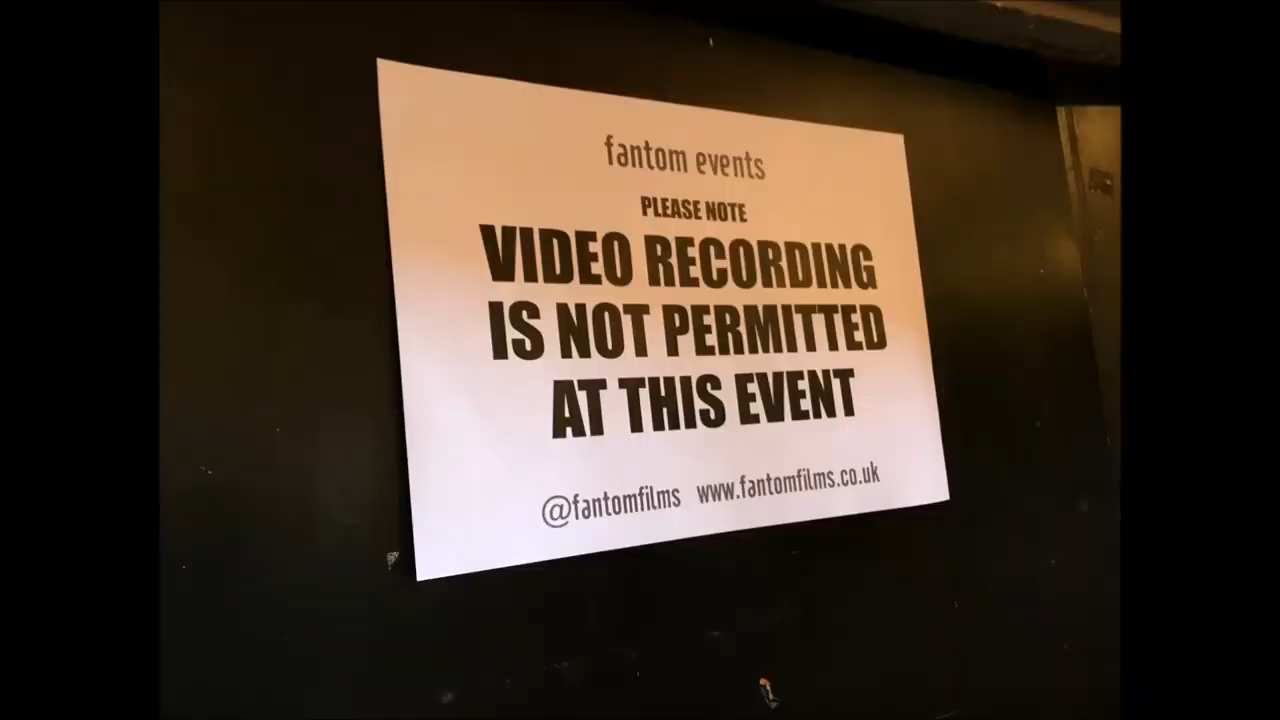 fantom events
PLEASE NOTE
VIDEO RECORDING
IS NOT PERMITTED
AT THIS EVENT
@fantomfilms www.fantomfilms.co.uk